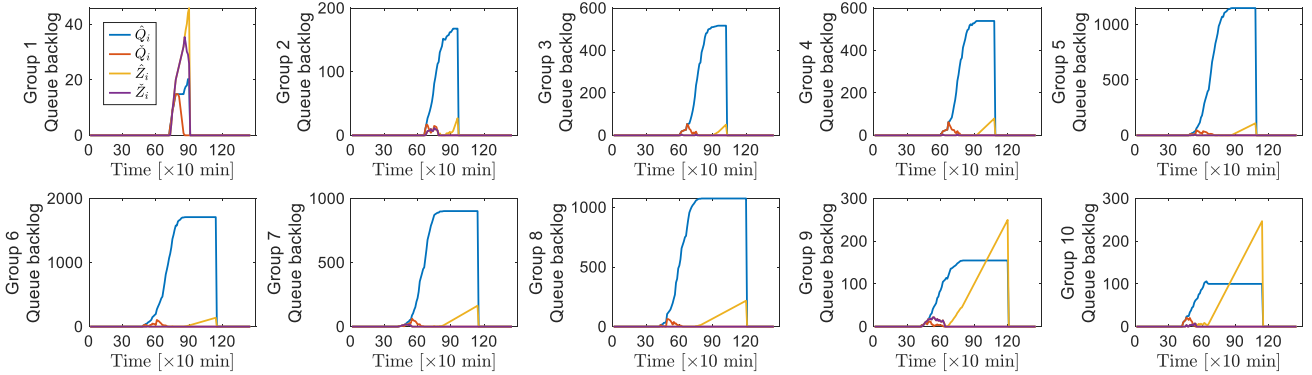 Group 1
Queue backlog
40
20
0
0 30 60 90 120
Time [×10 min]
Q̂ᵢ
Q̌ᵢ
Ẑᵢ
Žᵢ
Group 2
Queue backlog
200
100
0
0 30 60 90 120
Time [×10 min]
Group 3
Queue backlog
600
400
200
0
0 30 60 90 120
Time [×10 min]
Group 4
Queue backlog
600
400
200
0
0 30 60 90 120
Time [×10 min]
Group 5
Queue backlog
1000
500
0
0 30 60 90 120
Time [×10 min]
Group 6
Queue backlog
2000
1000
0
0 30 60 90 120
Time [×10 min]
Group 7
Queue backlog
1000
500
0
0 30 60 90 120
Time [×10 min]
Group 8
Queue backlog
1000
500
0
0 30 60 90 120
Time [×10 min]
Group 9
Queue backlog
300
200
100
0
0 30 60 90 120
Time [×10 min]
Group 10
Queue backlog
300
200
100
0
0 30 60 90 120
Time [×10 min]